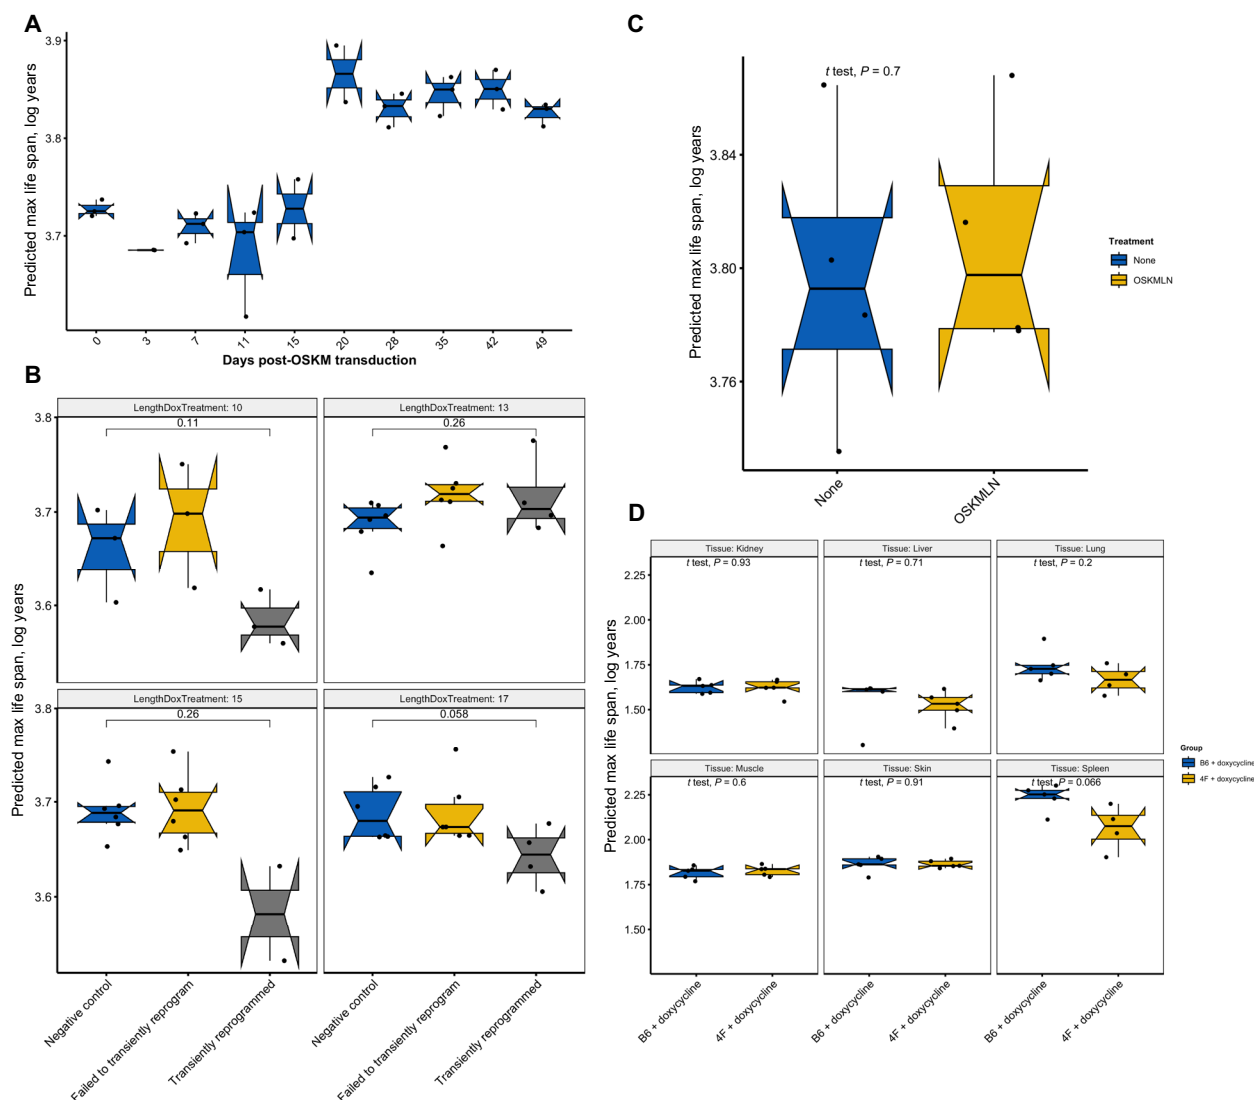 A
Predicted max life span, log years
3.9
3.8
3.7
0
3
7
11
15
20
28
35
42
49
Days post-OSKM transduction
B
Predicted max life span, log years
LengthDoxTreatment: 10
LengthDoxTreatment: 13
3.8
0.11
0.26
3.7
3.6
LengthDoxTreatment: 15
LengthDoxTreatment: 17
3.8
0.26
0.058
3.7
3.6
Negative control
Failed to transiently reprogram
Transiently reprogrammed
Negative control
Failed to transiently reprogram
Transiently reprogrammed
C
Predicted max life span, log years
t test, P = 0.7
3.84
3.80
3.76
None
OSKMLN
Treatment
None
OSKMLN
D
Predicted max life span, log years
Tissue: Kidney
Tissue: Liver
Tissue: Lung
t test, P = 0.93
t test, P = 0.71
t test, P = 0.2
2.25
2.00
1.75
1.50
Tissue: Muscle
Tissue: Skin
Tissue: Spleen
t test, P = 0.6
t test, P = 0.91
t test, P = 0.066
2.25
2.00
1.75
1.50
B6 + doxycycline
4F + doxycycline
B6 + doxycycline
4F + doxycycline
B6 + doxycycline
4F + doxycycline
Group
B6 + doxycycline
4F + doxycycline